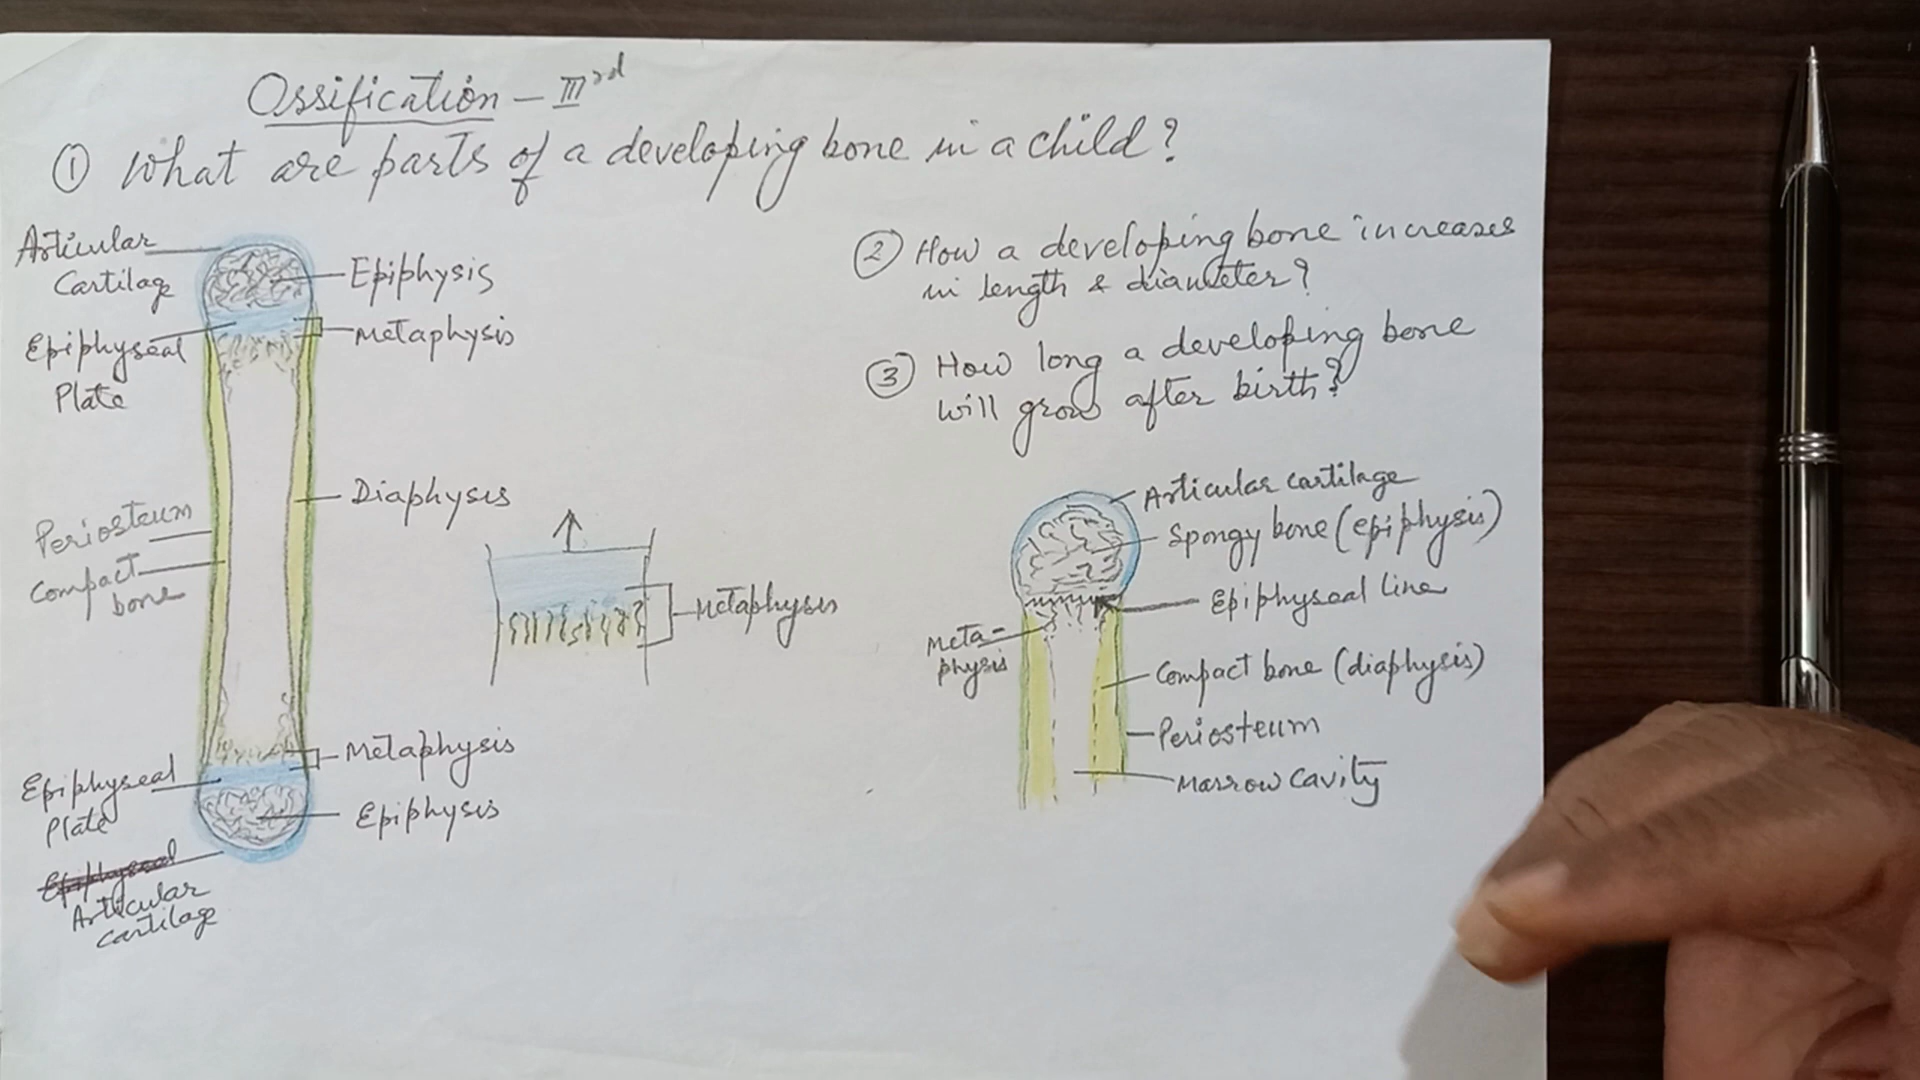 Ossification - IIIrd
① What are parts of a developing bone in a child?
Articular
Cartilage
Epiphysis
Epiphyseal
Plate
Metaphysis
Diaphysis
Periosteum
Compact
bone
Metaphysis
Epiphyseal
Plate
Epiphysis
Epiphyseal
Articular
cartilage
Metaphysis
② How a developing bone increases
in length & diameter?
③ How long a developing bone
will grow after birth?
Articular cartilage
Spongy bone (epiphysis)
Epiphyseal line
Meta-
physis
Compact bone (diaphysis)
Periosteum
Marrow cavity